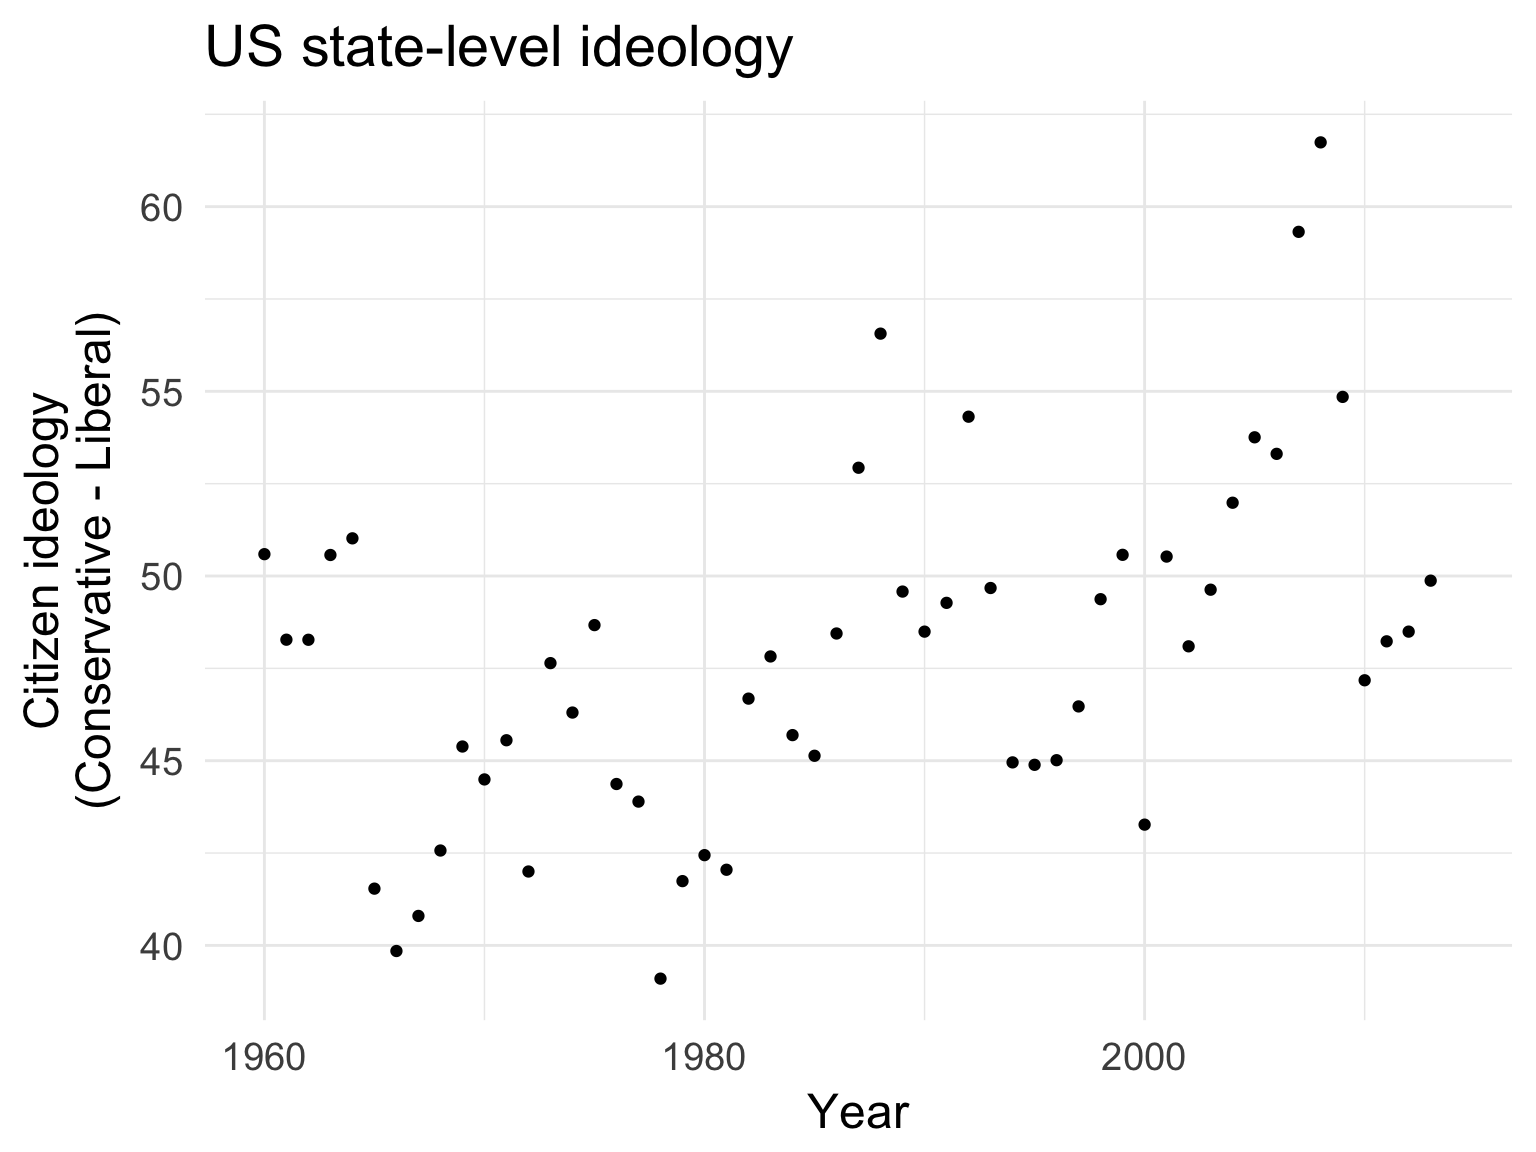 US state-level ideology
Citizen ideology
(Conservative - Liberal)
60
55
50
45
40
1960
1980
2000
Year